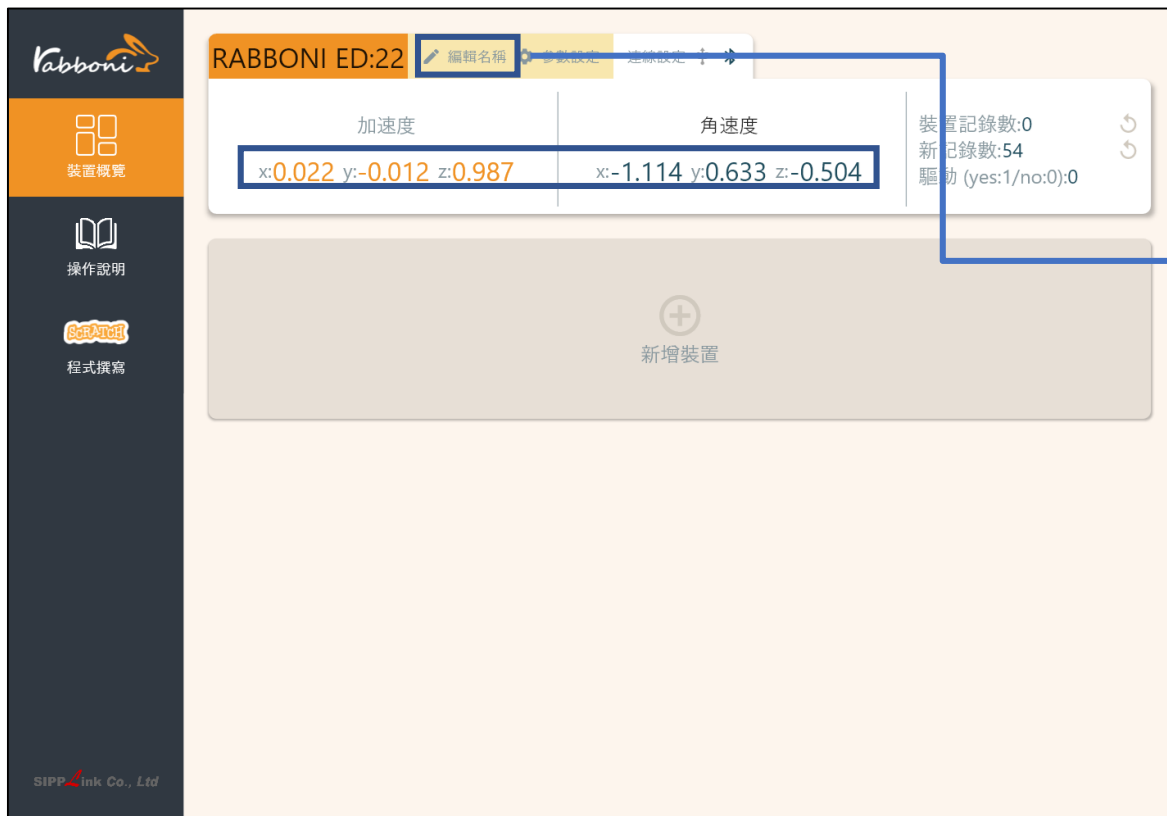 rabboni
裝置概覽
操作說明
SCRATCH
程式撰寫
SIPPLink Co., Ltd
RABBONI ED:22 編輯名稱 參數設定 連線設定
加速度
x:0.022 y:-0.012 z:0.987
角速度
x:-1.114 y:0.633 z:-0.504
裝置記錄數:0
新記錄數:54
驅動 (yes:1/no:0):0
新增裝置